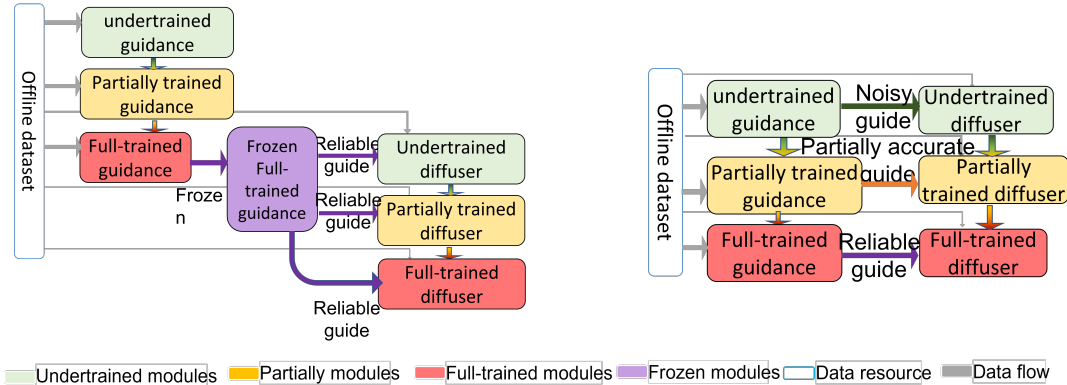 Offline dataset
undertrained
guidance
Partially trained
guidance
Full-trained
guidance
Froze
n
Frozen
Full-
trained
guidance
Reliable
guide
Reliable
guide
Reliable
guide
Undertrained
diffuser
Partially trained
diffuser
Full-trained
diffuser
Offline dataset
undertrained
guidance
Noisy
guide
Undertrained
diffuser
Partially accurate
guide
Partially trained
guidance
Partially
trained diffuser
Full-trained
guidance
Reliable
guide
Full-trained
diffuser
Undertrained modules
Partially modules
Full-trained modules
Frozen modules
Data resource
Data flow